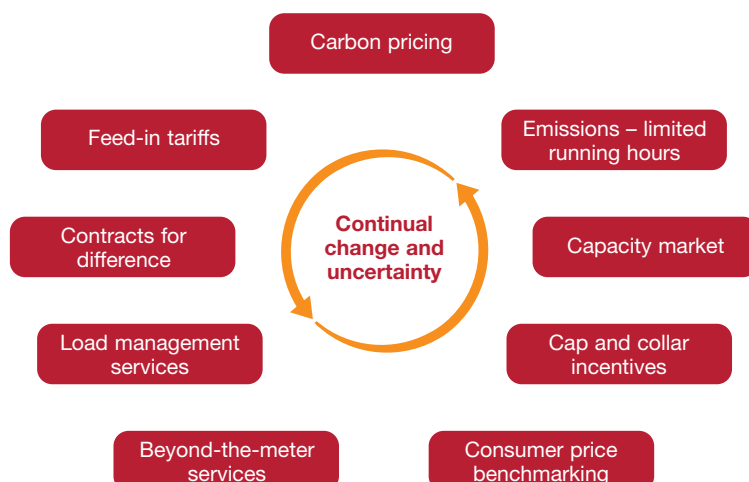 Carbon pricing
Feed-in tariffs
Emissions – limited
running hours
Continual
change and
uncertainty
Contracts for
difference
Capacity market
Load management
services
Cap and collar
incentives
Beyond-the-meter
services
Consumer price
benchmarking